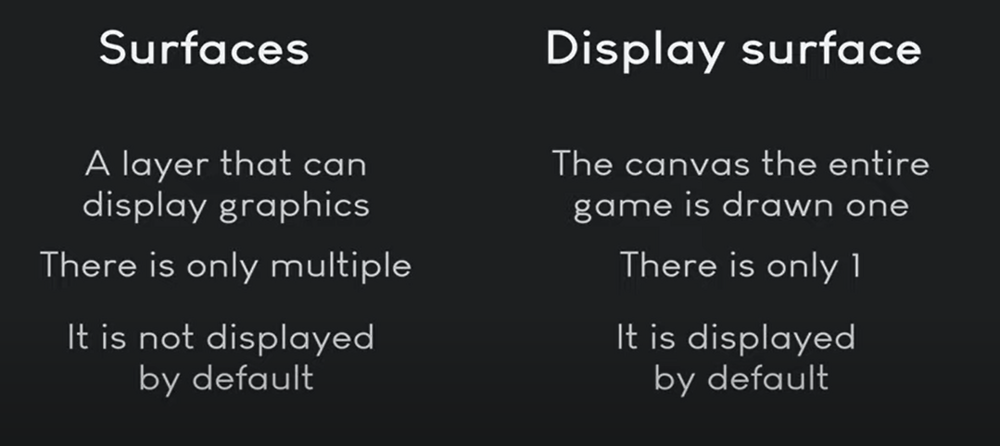 Surfaces
A layer that can
display graphics
There is only multiple
It is not displayed
by default
Display surface
The canvas the entire
game is drawn one
There is only 1
It is displayed
by default